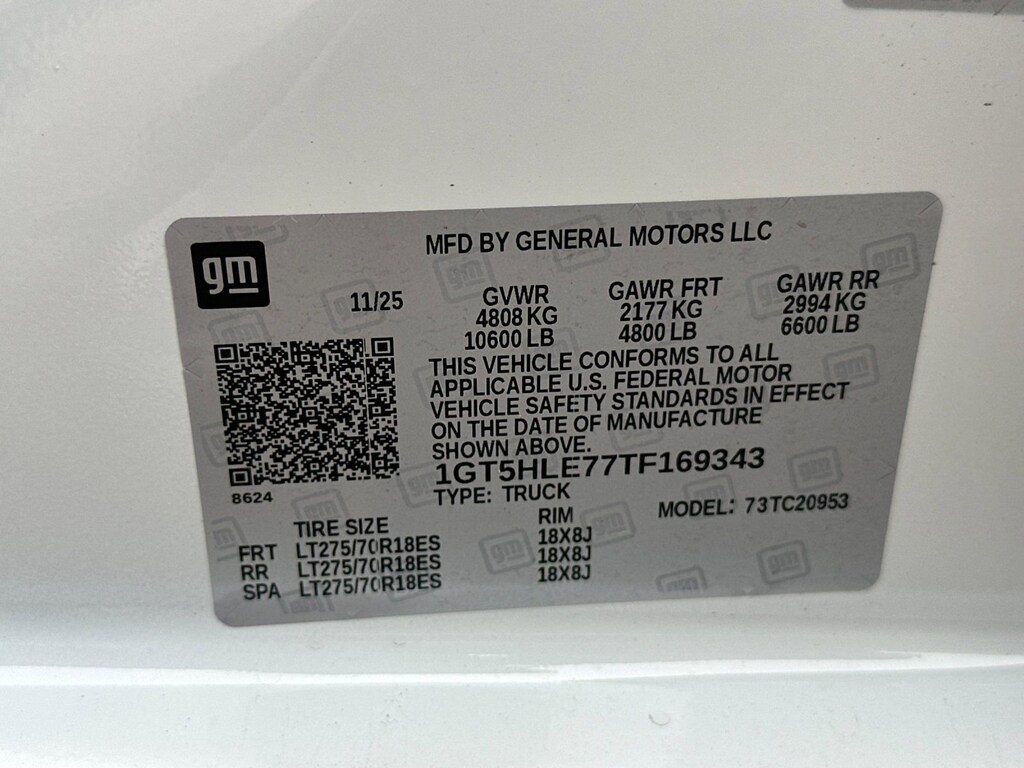 gm
MFD BY GENERAL MOTORS LLC
11/25
GVWR
4808 KG
10600 LB
GAWR FRT
2177 KG
4800 LB
GAWR RR
2994 KG
6600 LB
THIS VEHICLE CONFORMS TO ALL
APPLICABLE U.S. FEDERAL MOTOR
VEHICLE SAFETY STANDARDS IN EFFECT
ON THE DATE OF MANUFACTURE
SHOWN ABOVE.
8624
1GT5HLE77TF169343
TYPE: TRUCK
MODEL: 73TC20953
TIRE SIZE
RIM
FRT LT275/70R18ES 18X8J
RR LT275/70R18ES 18X8J
SPA LT275/70R18ES 18X8J